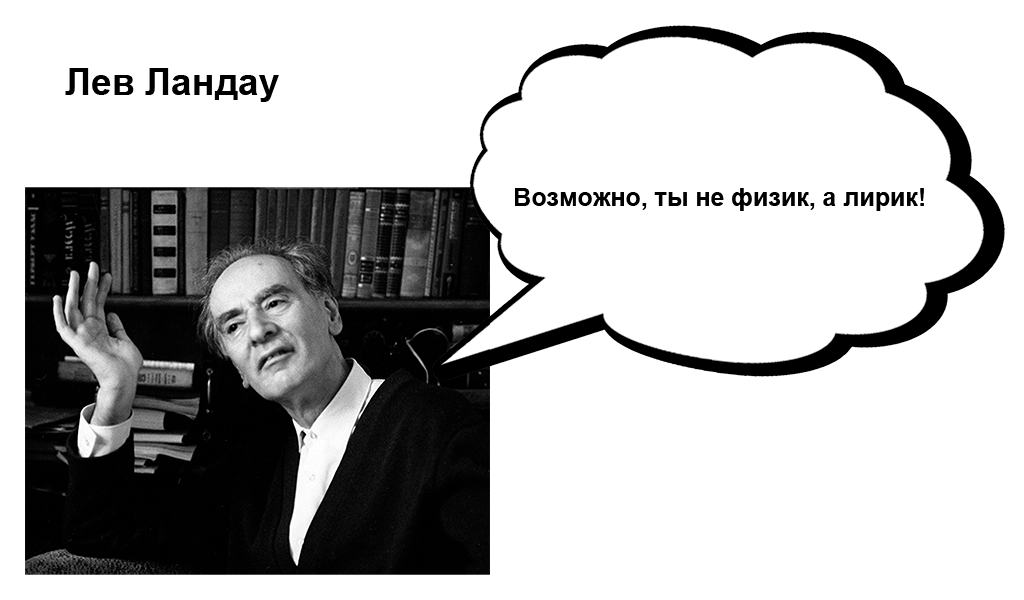 Лев Ландау
Возможно, ты не физик, а лирик!